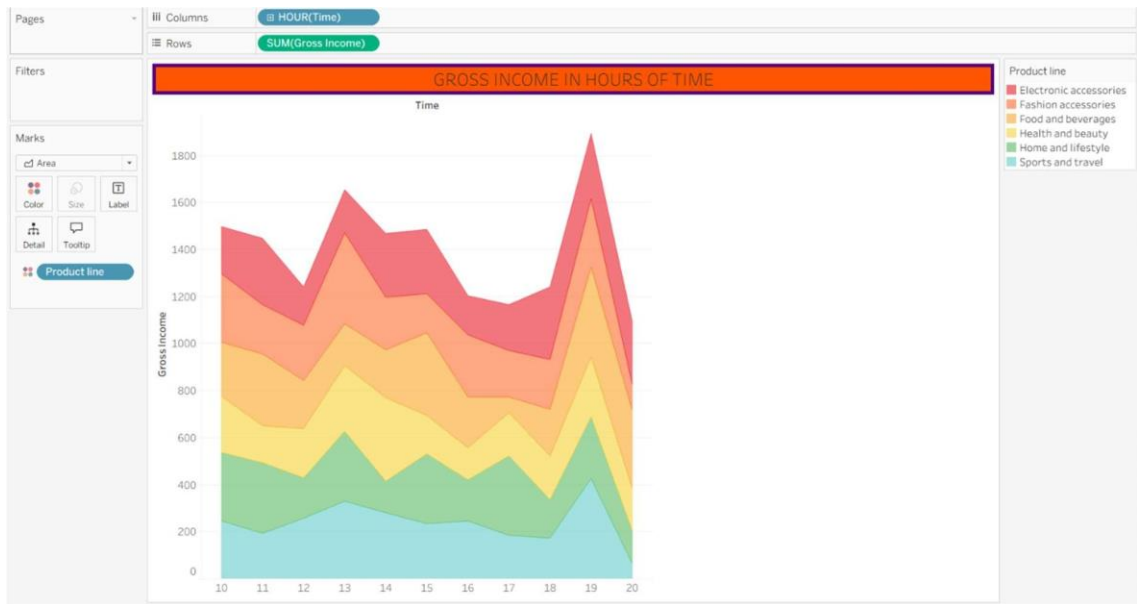 Pages
Columns
HOUR(Time)
Rows
SUM(Gross Income)
Filters
GROSS INCOME IN HOURS OF TIME
Product line
Electronic accessories
Fashion accessories
Food and beverages
Health and beauty
Home and lifestyle
Sports and travel
Marks
Area
Color
Size
Label
Detail
Tooltip
Product line
Time
Gross Income
1800
1600
1400
1200
1000
800
600
400
200
0
10 11 12 13 14 15 16 17 18 19 20